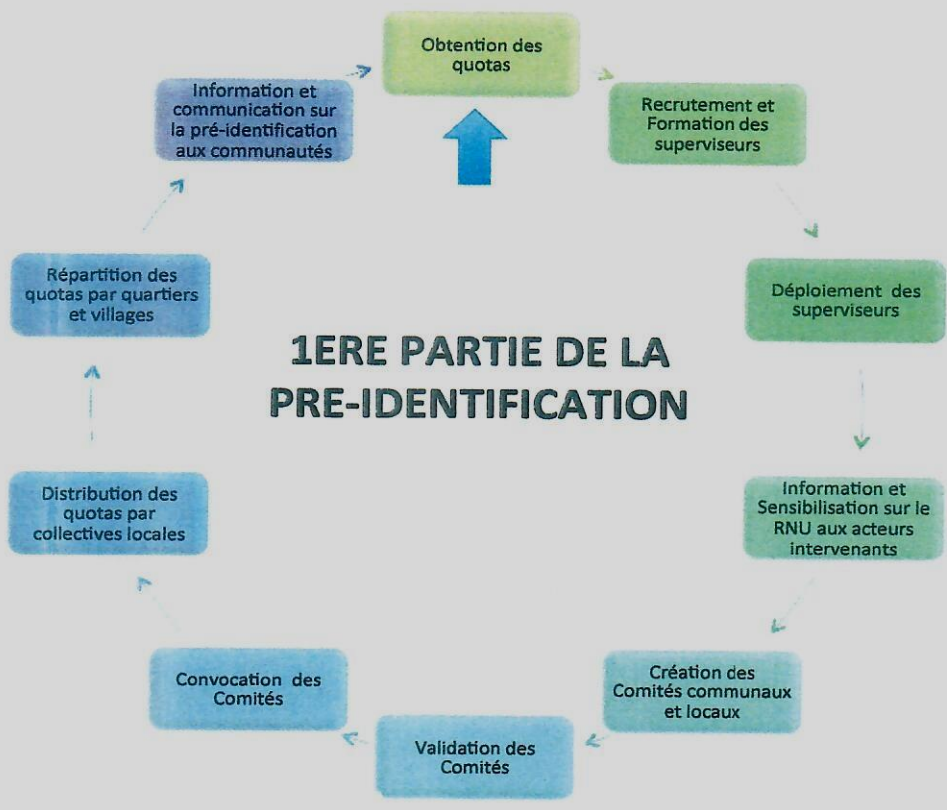 Obtention des
quotas
Recrutement et
Formation des
superviseurs
Déploiement des
superviseurs
Information et
Sensibilisation sur le
RNU aux acteurs
intervenants
Création des
Comités communaux
et locaux
Validation des
Comités
Convocation des
Comités
Distribution des
quotas par
collectives locales
Répartition des
quotas par quartiers
et villages
Information et
communication sur
la pré-identification
aux communautés
1ERE PARTIE DE LA
PRE-IDENTIFICATION